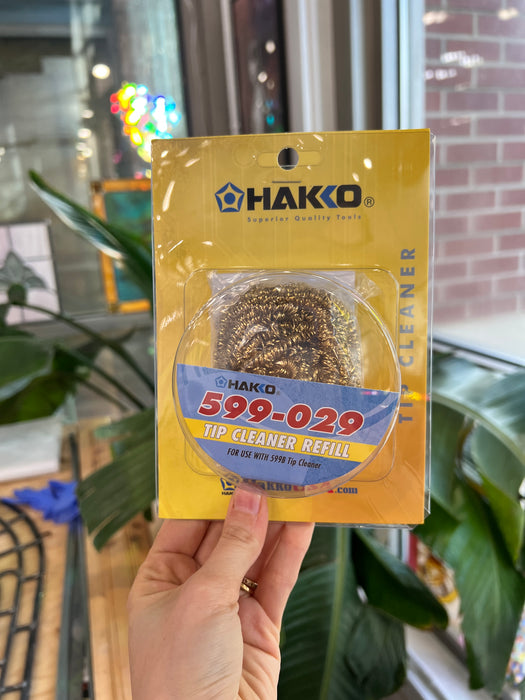 HAKKO®
Superior Quality Tools
TIP CLEANER
HAKKO
599-029
TIP CLEANER REFILL
FOR USE WITH 599B Tip Cleaner
.com